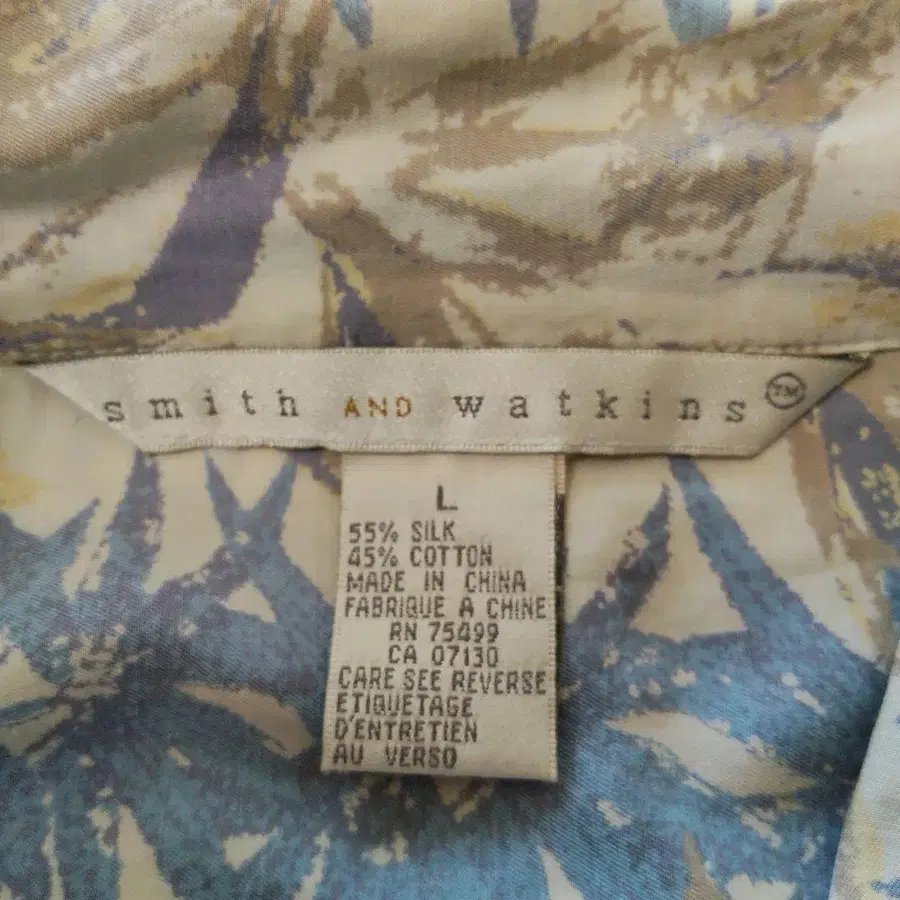 smith AND watkins TM
L
55% SILK
45% COTTON
MADE IN CHINA
FABRIQUE A CHINE
RN 75499
CA 07130
CARE SEE REVERSE
ETIQUETAGE
D'ENTRETIEN
AU VERSO